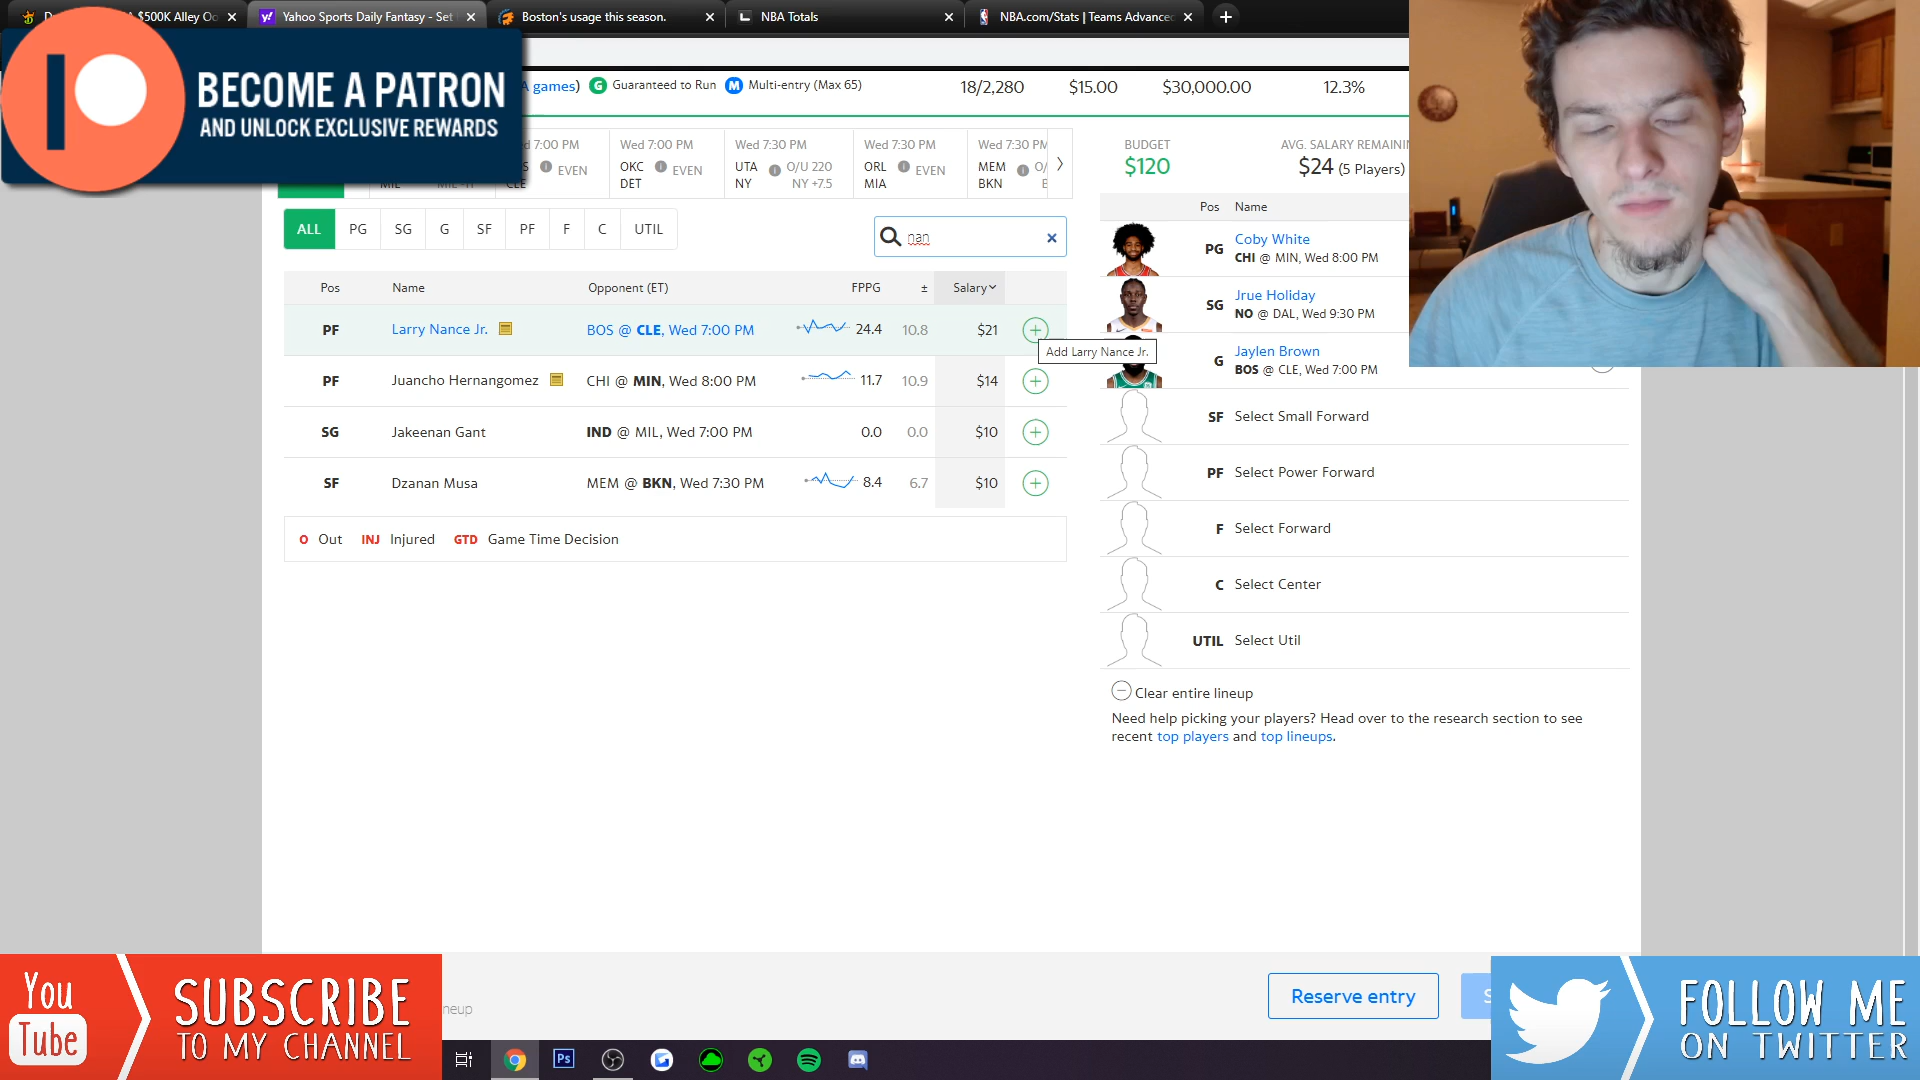 $500K Alley Oo
Yahoo Sports Daily Fantasy - Set
Boston's usage this season.
NBA Totals
NBA.com/Stats | Teams Advance
BECOME A PATRON
AND UNLOCK EXCLUSIVE REWARDS
games) G Guaranteed to Run M Multi-entry (Max 65)
18/2,280 $15.00 $30,000.00 12.3%
7:00 PM
EVEN
CLE
Wed 7:00 PM
OKC
DET
EVEN
Wed 7:30 PM
UTA
NY
O/U 220
NY +7.5
Wed 7:30 PM
ORL
MIA
EVEN
Wed 7:30 PM
MEM
BKN
BUDGET
$120
AVG. SALARY REMAININ
$24 (5 Players)
ALL PG SG G SF PF F C UTIL
nan
Pos Name Opponent (ET) FPPG ± Salary
PF Larry Nance Jr. BOS @ CLE, Wed 7:00 PM 24.4 10.8 $21
Add Larry Nance Jr.
PF Juancho Hernangomez CHI @ MIN, Wed 8:00 PM 11.7 10.9 $14
SG Jakeenan Gant IND @ MIL, Wed 7:00 PM 0.0 0.0 $10
SF Dzanan Musa MEM @ BKN, Wed 7:30 PM 8.4 6.7 $10
O Out INJ Injured GTD Game Time Decision
Pos Name
PG Coby White
CHI @ MIN, Wed 8:00 PM
SG Jrue Holiday
NO @ DAL, Wed 9:30 PM
G Jaylen Brown
BOS @ CLE, Wed 7:00 PM
SF Select Small Forward
PF Select Power Forward
F Select Forward
C Select Center
UTIL Select Util
Clear entire lineup
Need help picking your players? Head over to the research section to see
recent top players and top lineups.
Reserve entry
neup
You
Tube
SUBSCRIBE
TO MY CHANNEL
Ps
FOLLOW ME
ON TWITTER